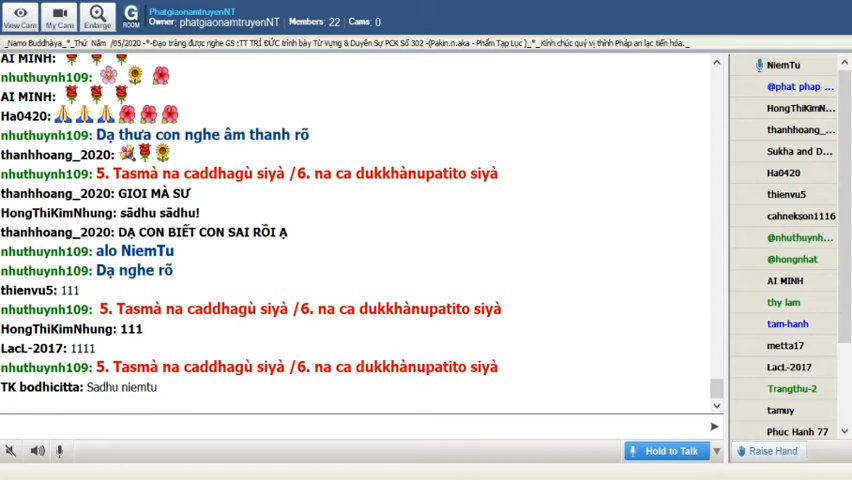 View Cam
My Cams
Enlarge
G
ROOM
PhatgiaonamtruyenNT
Owner: phatgiaonamtruyenNT Members: 22 Cams: 0
_Namo Buddhàya_*_Thứ Năm /05/2020 -*-Đạo tràng được nghe GS :TT TRÍ ĐỨC trình bày Từ Vựng & Duyên Sự PCK Số 302 -(Pakin.n.aka - Phẩm Tạp Lục )_*_ Kính chúc quý vị thính Pháp an lạc tiến hóa._
AI MINH:
nhuthuynh109:
AI MINH:
Ha0420:
nhuthuynh109: Dạ thưa con nghe âm thanh rõ
thanhhoang_2020:
nhuthuynh109: 5. Tasmà na caddhagù siyà /6. na ca dukkhànupatito siyà
thanhhoang_2020: GIOI MÀ SƯ
HongThiKimNhung: sādhu sādhu!
thanhhoang_2020: DẠ CON BIẾT CON SAI RỒI Ạ
nhuthuynh109: alo NiemTu
nhuthuynh109: Dạ nghe rõ
thienvu5: 111
nhuthuynh109: 5. Tasmà na caddhagù siyà /6. na ca dukkhànupatito siyà
HongThiKimNhung: 111
LacL-2017: 1111
nhuthuynh109: 5. Tasmà na caddhagù siyà /6. na ca dukkhànupatito siyà
TK bodhicitta: Sadhu niemtu
Hold to Talk
NiemTu
@phat phap ...
HongThiKimN...
thanhhoang_...
Sukha and D...
Ha0420
thienvu5
cahnekson1116
@nhuthuynh...
@hongnhat
AI MINH
thy lam
tam-hanh
metta17
LacL-2017
Trangthu-2
tamuy
Phuc Hanh 77
Raise Hand